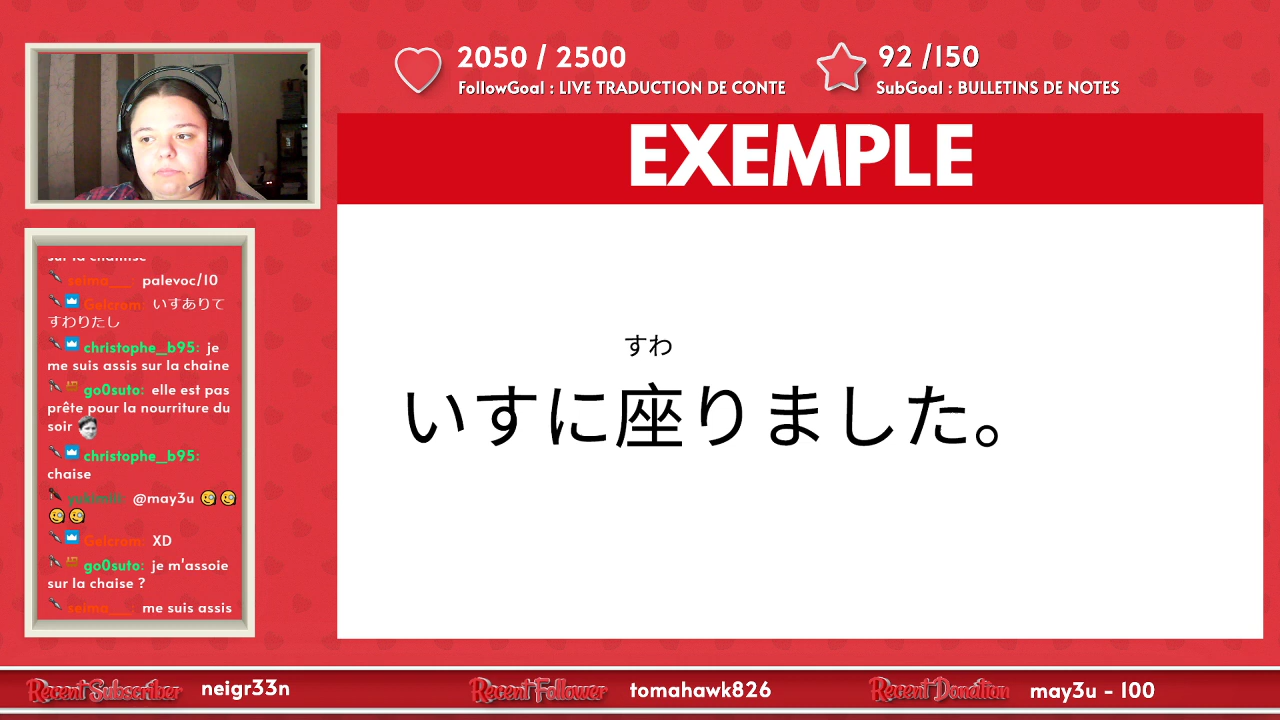 2050 / 2500
FollowGoal : LIVE TRADUCTION DE CONTE
92 /150
SubGoal : BULLETINS DE NOTES
EXEMPLE
すわ
いすに座りました。
seima___: palevoc/10
Gelcrom: いすありて
すわりたし
christophe_b95: je
me suis assis sur la chaine
go0suto: elle est pas
prête pour la nourriture du
soir
christophe_b95:
chaise
yukimiii: @may3u
Gelcrom: XD
go0suto: je m'assoie
sur la chaise ?
seima___: me suis assis
Recent Subscriber neigr33n
Recent Follower tomahawk826
Recent Donation may3u - 100